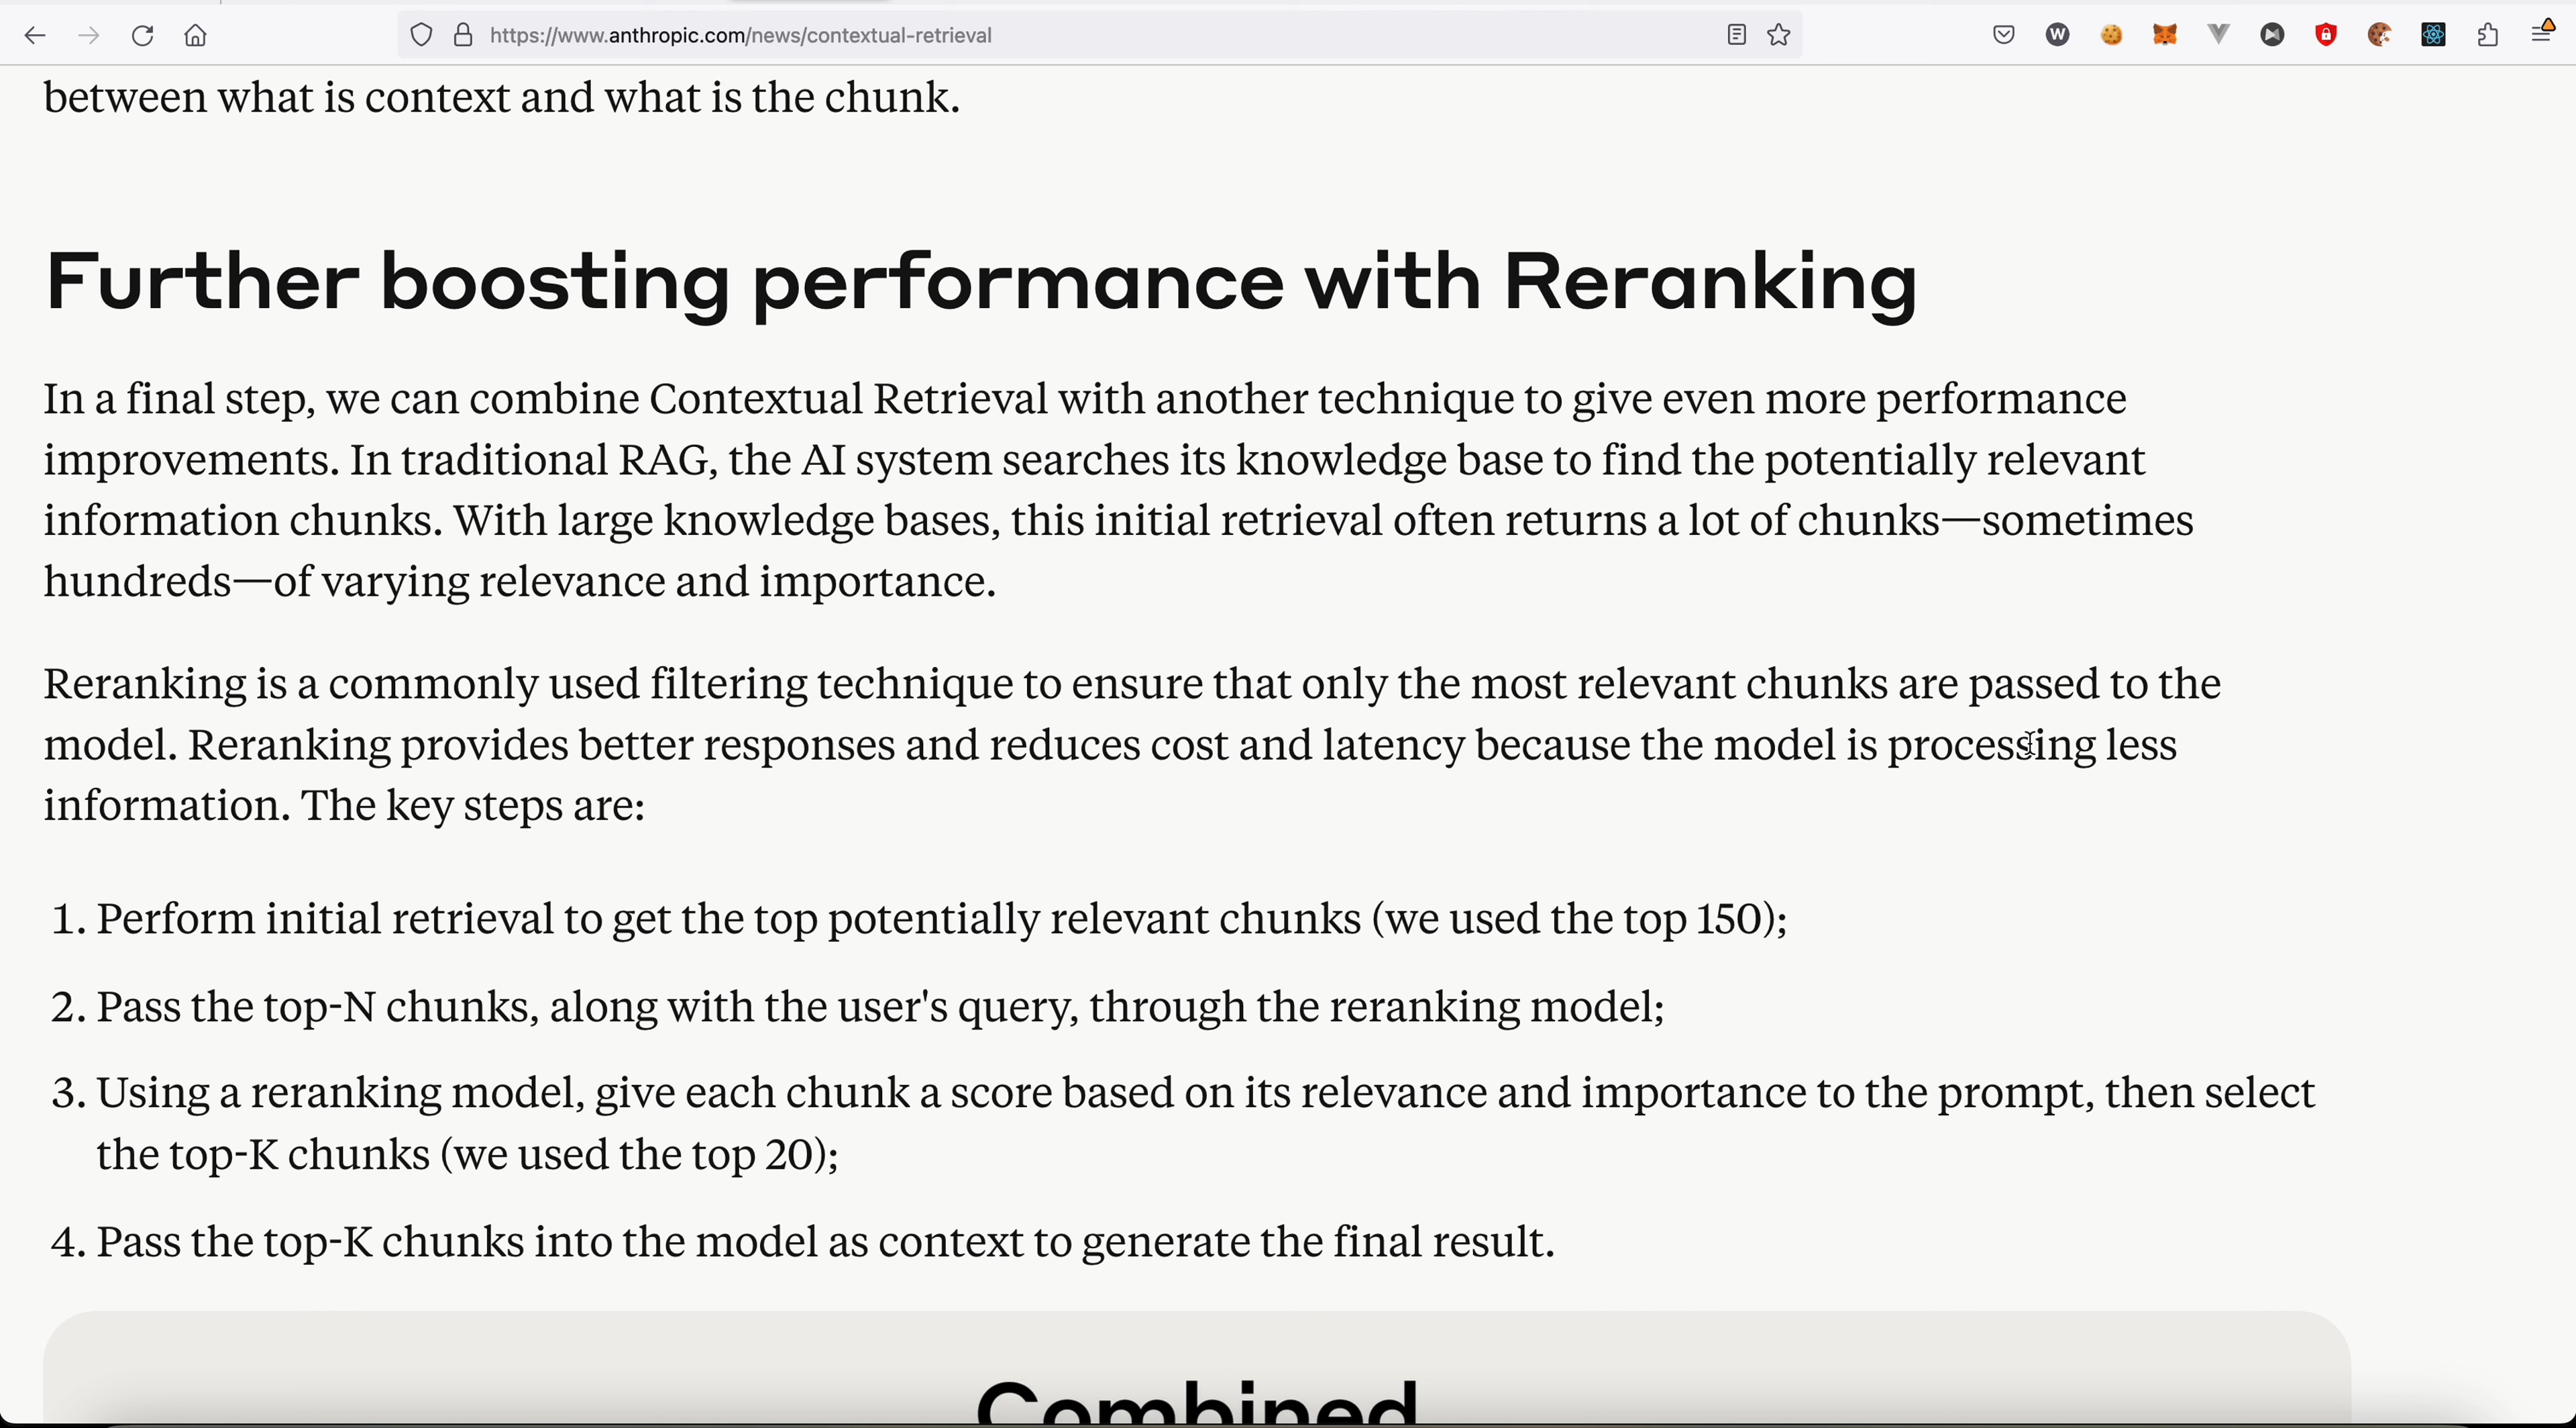 https://www.anthropic.com/news/contextual-retrieval
W
between what is context and what is the chunk.
Further boosting performance with Reranking
In a final step, we can combine Contextual Retrieval with another technique to give even more performance
improvements. In traditional RAG, the AI system searches its knowledge base to find the potentially relevant
information chunks. With large knowledge bases, this initial retrieval often returns a lot of chunks—sometimes
hundreds—of varying relevance and importance.
Reranking is a commonly used filtering technique to ensure that only the most relevant chunks are passed to the
model. Reranking provides better responses and reduces cost and latency because the model is processing less
information. The key steps are:
1. Perform initial retrieval to get the top potentially relevant chunks (we used the top 150);
2. Pass the top-N chunks, along with the user's query, through the reranking model;
3. Using a reranking model, give each chunk a score based on its relevance and importance to the prompt, then select
the top-K chunks (we used the top 20);
4. Pass the top-K chunks into the model as context to generate the final result.
Combined